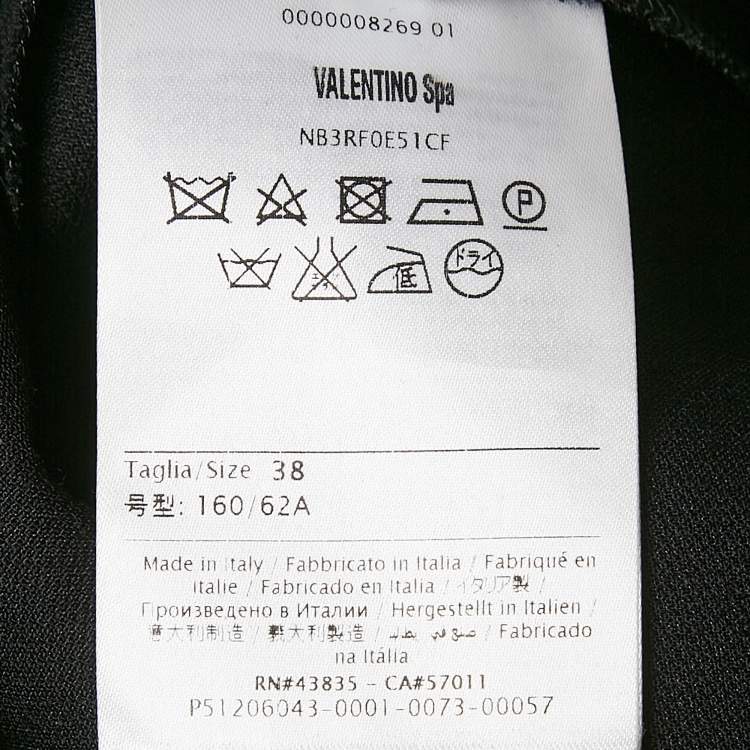 0000008269 01
VALENTINO Spa
NB3RF0E51CF
P
低 ドライ
Taglia/Size 38
号型: 160/62A
Made in Italy / Fabbricato in Italia / Fabriqué en
Italie / Fabricado en Italia / イタリア製 /
Произведено в Италии / Hergestellt in Italien /
意大利制造 / 義大利製造 / صنع في / Fabricado
na Itália
RN#43835 - CA#57011
P51206043-0001-0073-00057